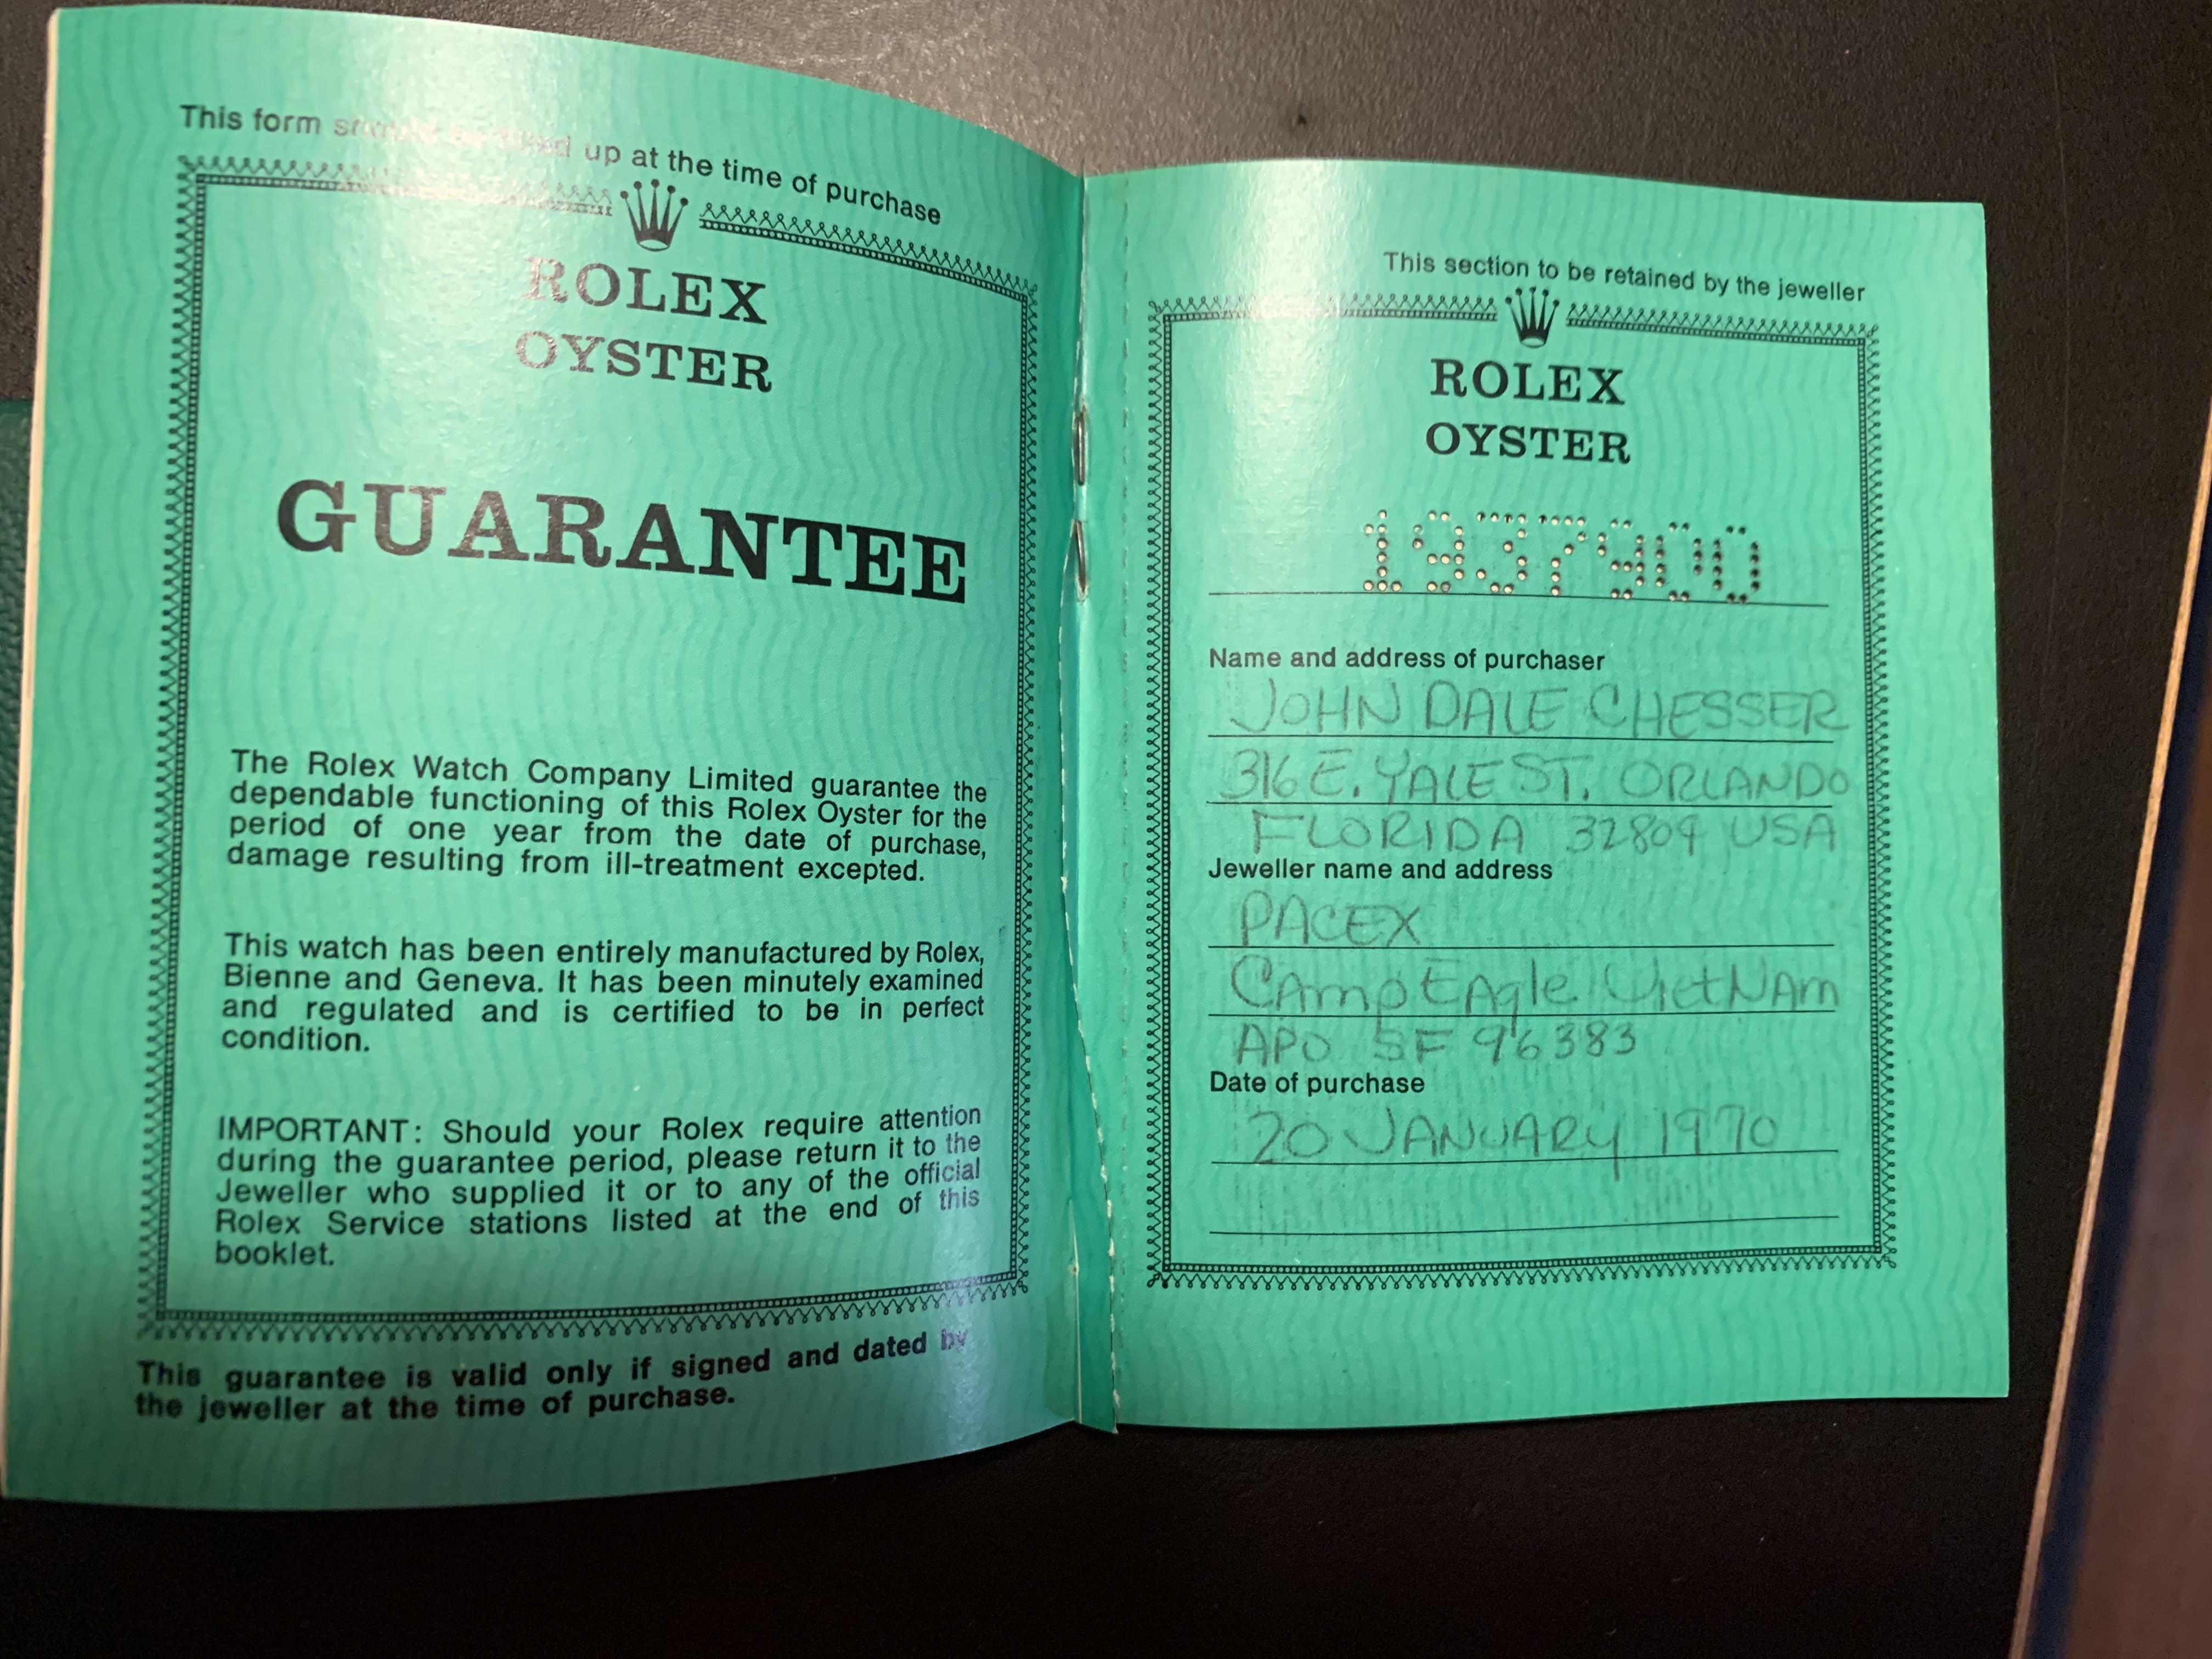 This form should be filled up at the time of purchase
ROLEX
OYSTER
GUARANTEE
The Rolex Watch Company Limited guarantee the
dependable functioning of this Rolex Oyster for the
period of one year from the date of purchase,
damage resulting from ill-treatment excepted.
This watch has been entirely manufactured by Rolex,
Bienne and Geneva. It has been minutely examined
and regulated and is certified to be in perfect
condition.
IMPORTANT: Should your Rolex require attention
during the guarantee period, please return it to the
Jeweller who supplied it or to any of the official
Rolex Service stations listed at the end of this
booklet.
This guarantee is valid only if signed and dated by
the jeweller at the time of purchase.
This section to be retained by the jeweller
ROLEX
OYSTER
1937900
Name and address of purchaser
JOHN DALE CHESSER
316 E. YALE ST. ORLANDO
FLORIDA 32804 USA
Jeweller name and address
PACEX
CAmp EAgle VietNAm
APO SF 96383
Date of purchase
20 JANUARY 1970